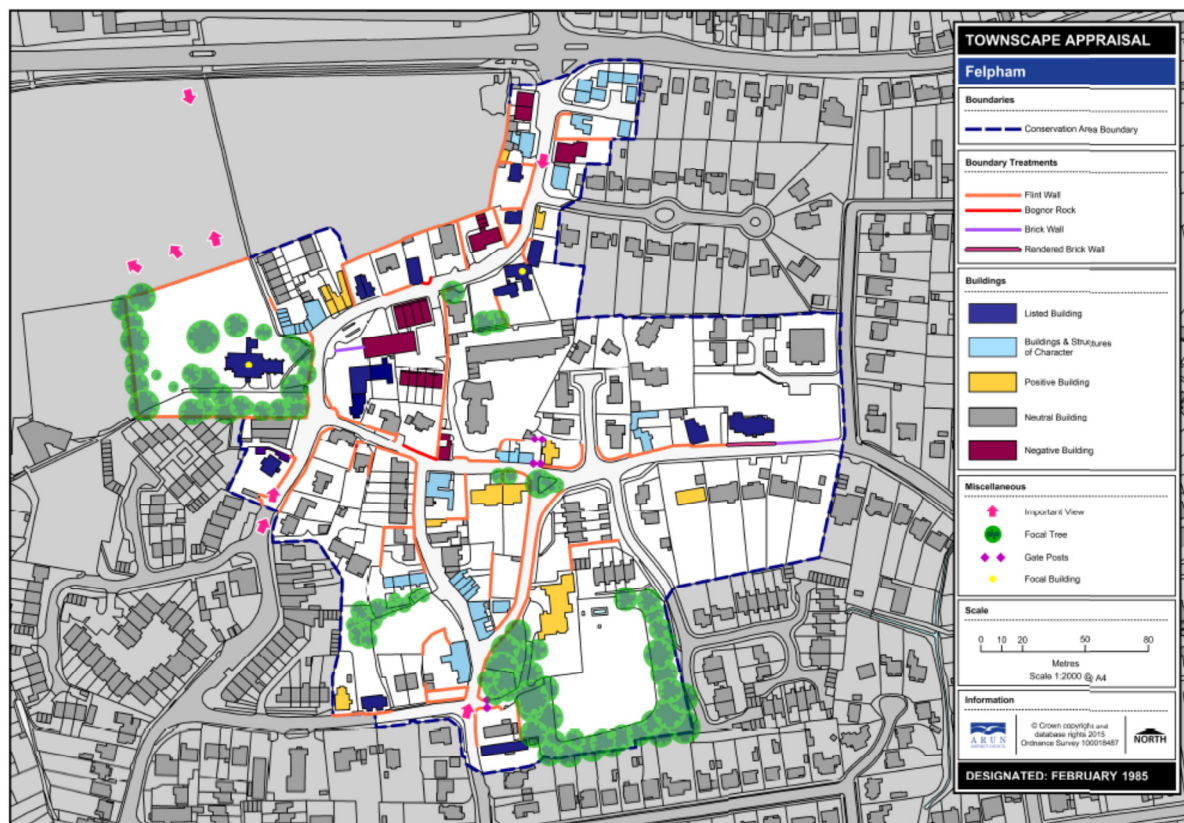 TOWNSCAPE APPRAISAL
Felpham
Boundaries
Conservation Area Boundary
Boundary Treatments
Flint Wall
Bognor Rock
Brick Wall
Rendered Brick Wall
Buildings
Listed Building
Buildings & Structures
of Character
Positive Building
Neutral Building
Negative Building
Miscellaneous
Important View
Focal Tree
Gate Posts
Focal Building
Scale
0 10 20 50 80
Metres
Scale 1:2000 @ A4
Information
ARUN
DISTRICT COUNCIL
© Crown copyright and
database rights 2015
Ordnance Survey 100018487
NORTH
DESIGNATED: FEBRUARY 1985